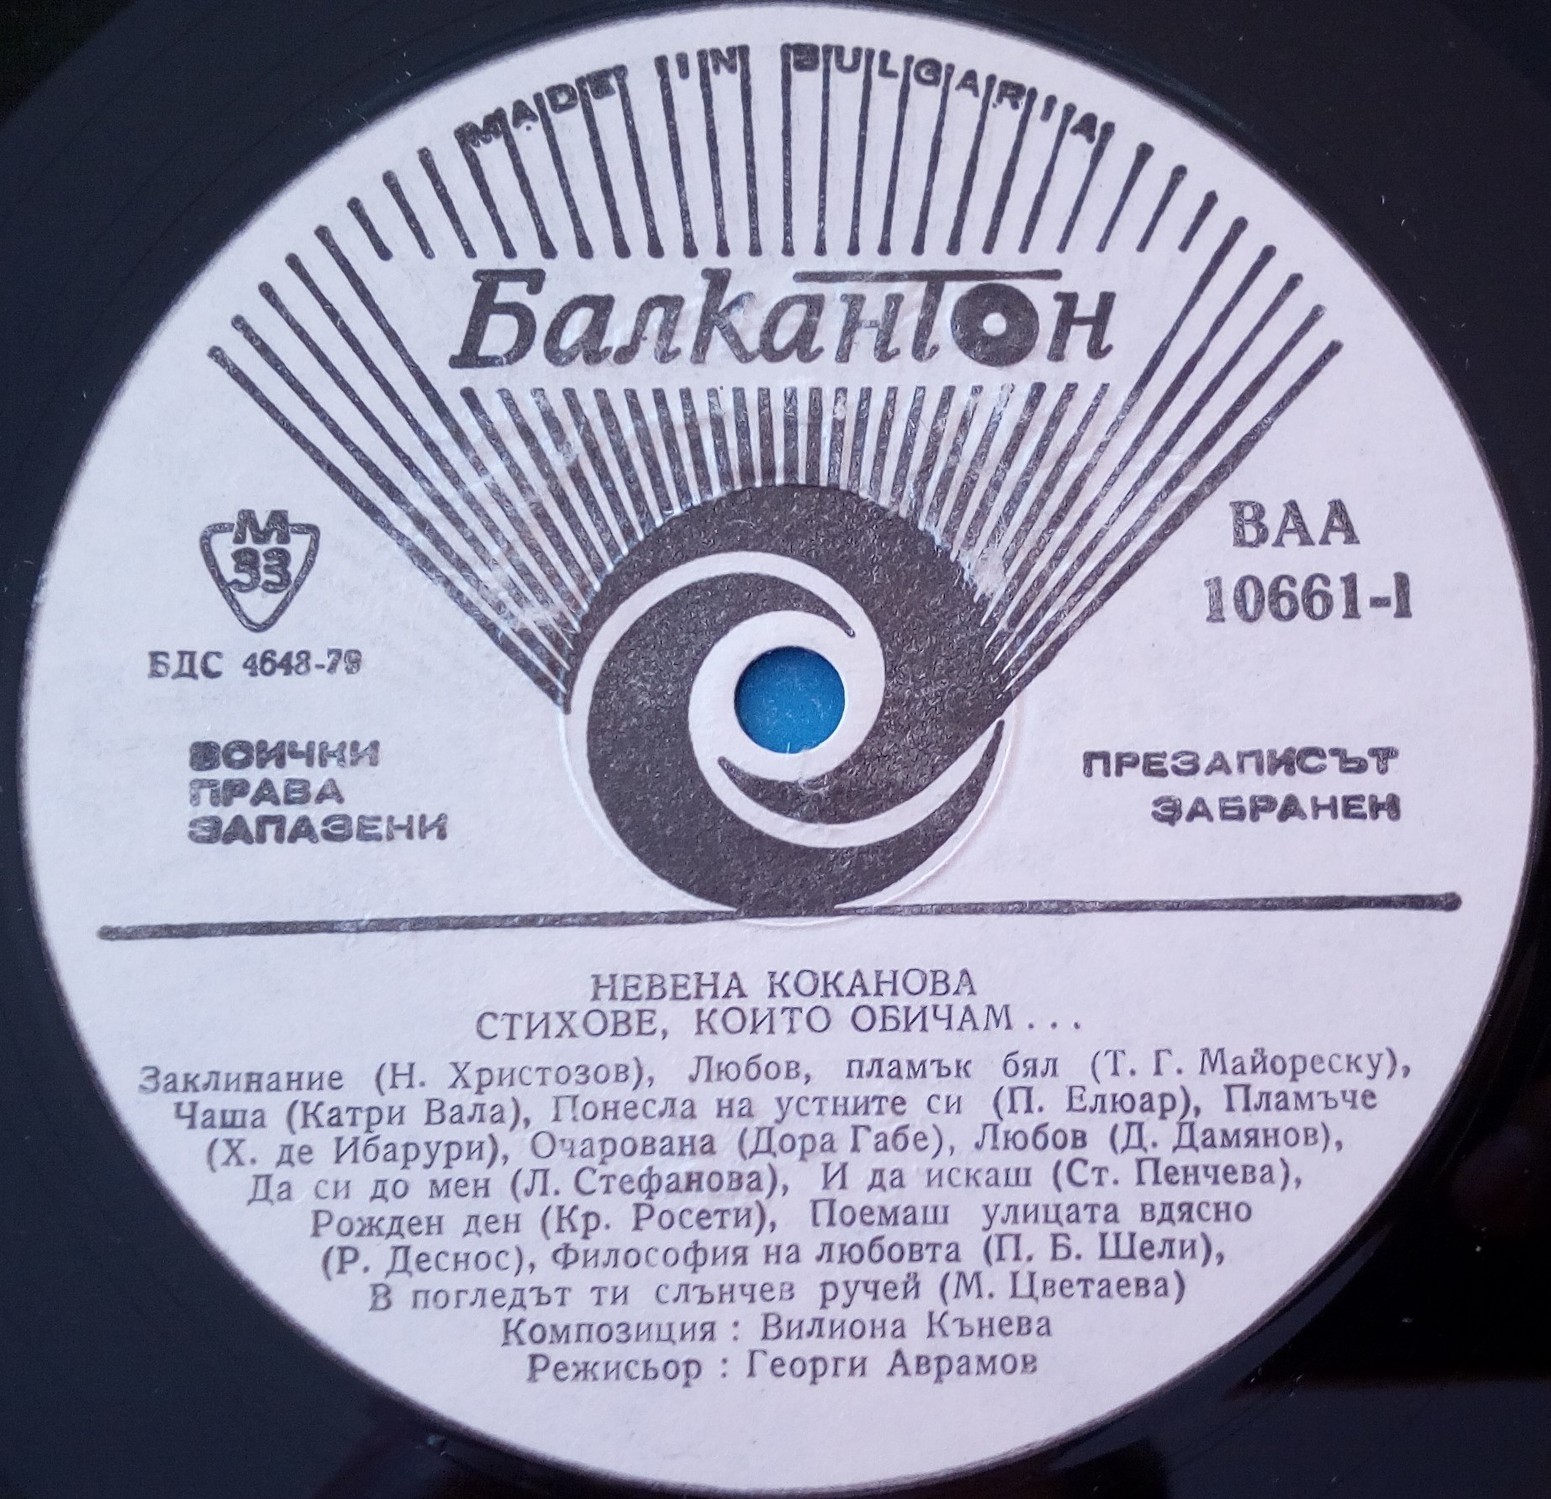 MADE IN BULGARIA
Балкантон
М
33
БДС 4648-79
ВАА
10661-I
ВСИЧКИ
ПРАВА
ЗАПАЗЕНИ
ПРЕЗАПИСЪТ
ЗАБРАНЕН
НЕВЕНА КОКАНОВА
СТИХОВЕ, КОИТО ОБИЧАМ...
Заклинание (Н. Христозов), Любов, пламък бял (Т. Г. Майореску),
Чаша (Катри Вала), Понесла на устните си (П. Елюар), Пламъче
(Х. де Ибарури), Очарована (Дора Габе), Любов (Д. Дамянов),
Да си до мен (Л. Стефанова), И да искаш (Ст. Пенчева),
Рожден ден (Кр. Росети), Поемаш улицата вдясно
(Р. Деснос), Философия на любовта (П. Б. Шели),
В погледът ти слънчев ручей (М. Цветаева)
Композиция : Вилиона Кънева
Режисьор : Георги Аврамов